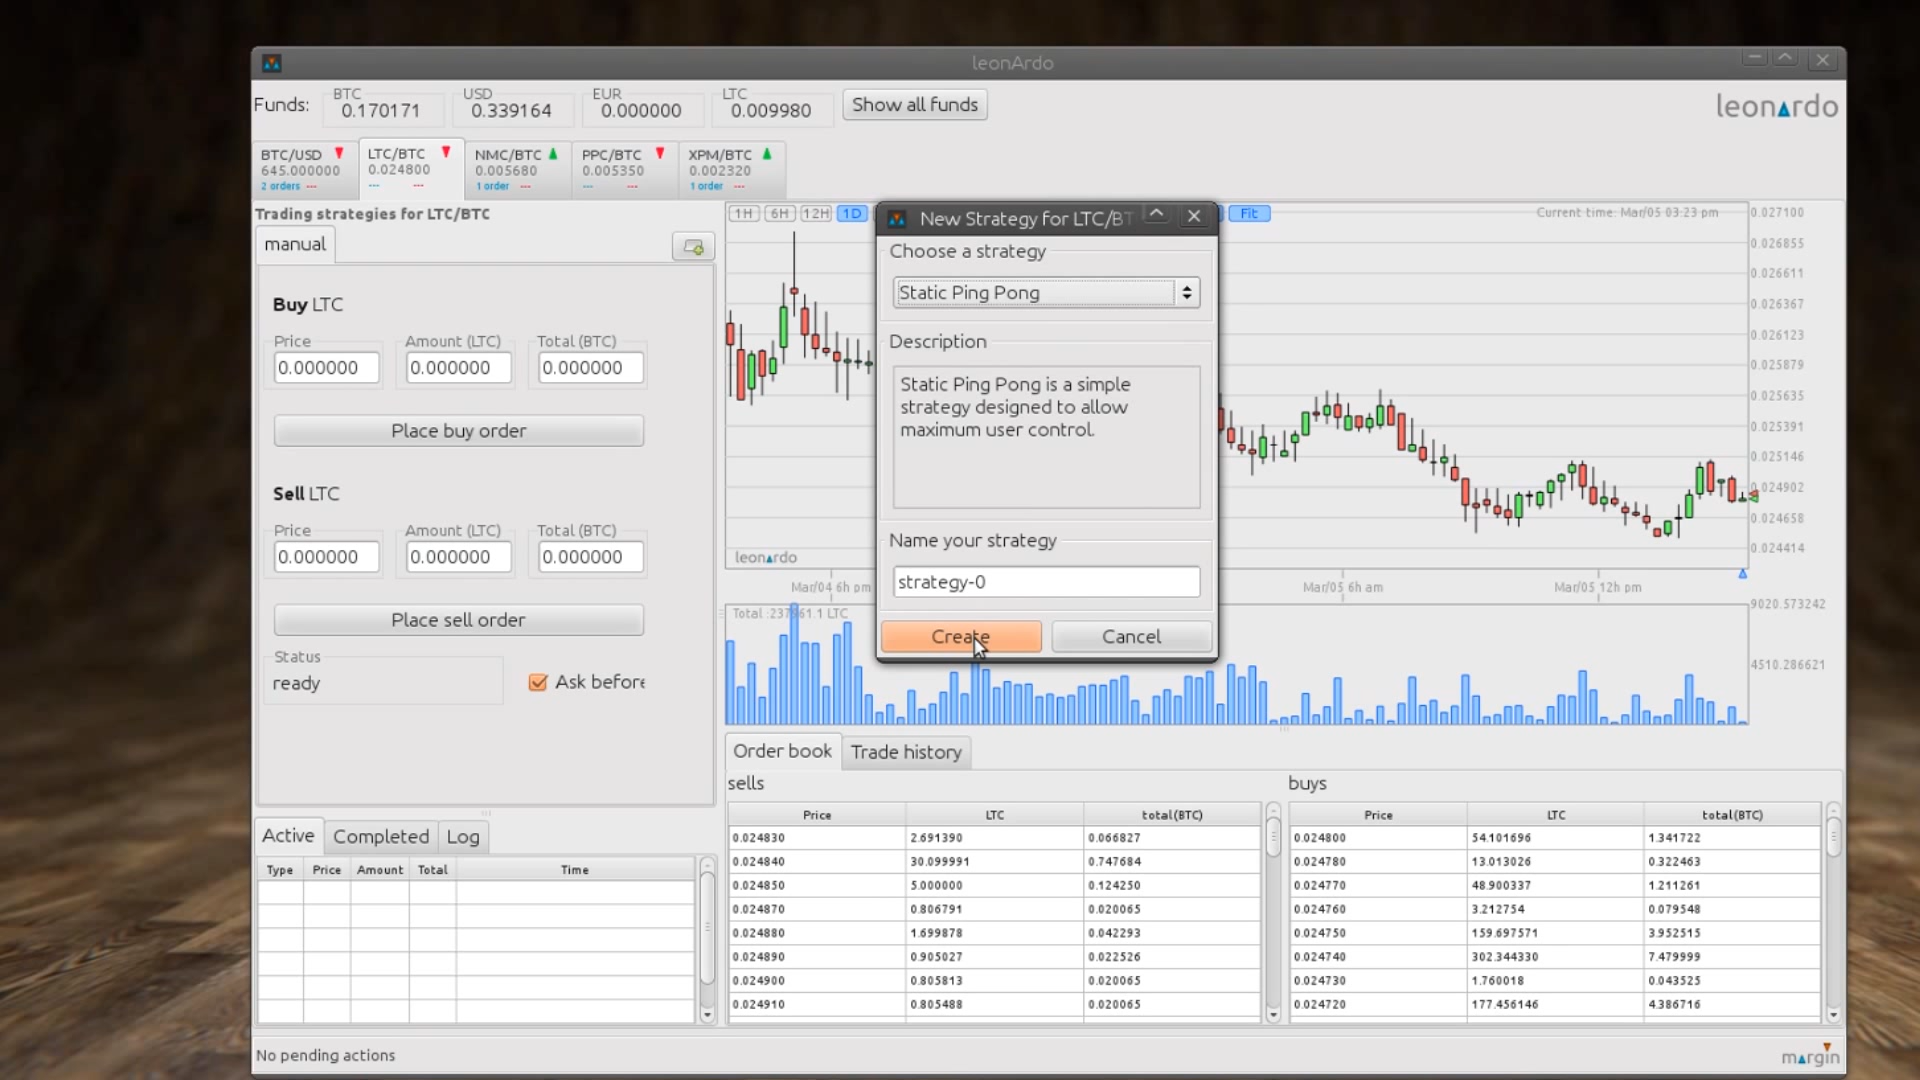 leonArdo
Funds:
BTC
0.170171
USD
0.339164
EUR
0.000000
LTC
0.009980
Show all funds
leonardo
BTC/USD
645.000000
2 orders ---
LTC/BTC
0.024800
--- ---
NMC/BTC
0.005680
1 order ---
PPC/BTC
0.005350
--- ---
XPM/BTC
0.002320
1 order ---
Trading strategies for LTC/BTC
manual
Buy LTC
Price
0.000000
Amount (LTC)
0.000000
Total (BTC)
0.000000
Place buy order
Sell LTC
Price
0.000000
Amount (LTC)
0.000000
Total (BTC)
0.000000
Place sell order
Status
ready
Ask before
1H 6H 12H 1D
Fit
Current time: Mar/05 03:23 pm
0.027100
0.026855
0.026611
0.026367
0.026123
0.025879
0.025635
0.025391
0.025146
0.024902
0.024658
0.024414
leonardo
Mar/04 6h pm
Mar/05 6h am
Mar/05 12h pm
9020.573242
4510.286621
New Strategy for LTC/BT
Choose a strategy
Static Ping Pong
Description
Static Ping Pong is a simple
strategy designed to allow
maximum user control.
Name your strategy
strategy-0
Create
Cancel
Order book
Trade history
sells
Price LTC total(BTC)
0.024830 2.691390 0.066827
0.024840 30.099991 0.747684
0.024850 5.000000 0.124250
0.024870 0.806791 0.020065
0.024880 1.699878 0.042293
0.024890 0.905027 0.022526
0.024900 0.805813 0.020065
0.024910 0.805488 0.020065
buys
Price LTC total(BTC)
0.024800 54.101696 1.341722
0.024780 13.013026 0.322463
0.024770 48.900337 1.211261
0.024760 3.212754 0.079548
0.024750 159.697571 3.952515
0.024740 302.344330 7.479999
0.024730 1.760018 0.043525
0.024720 177.456146 4.386716
Active
Completed
Log
Type Price Amount Total Time
No pending actions
margin